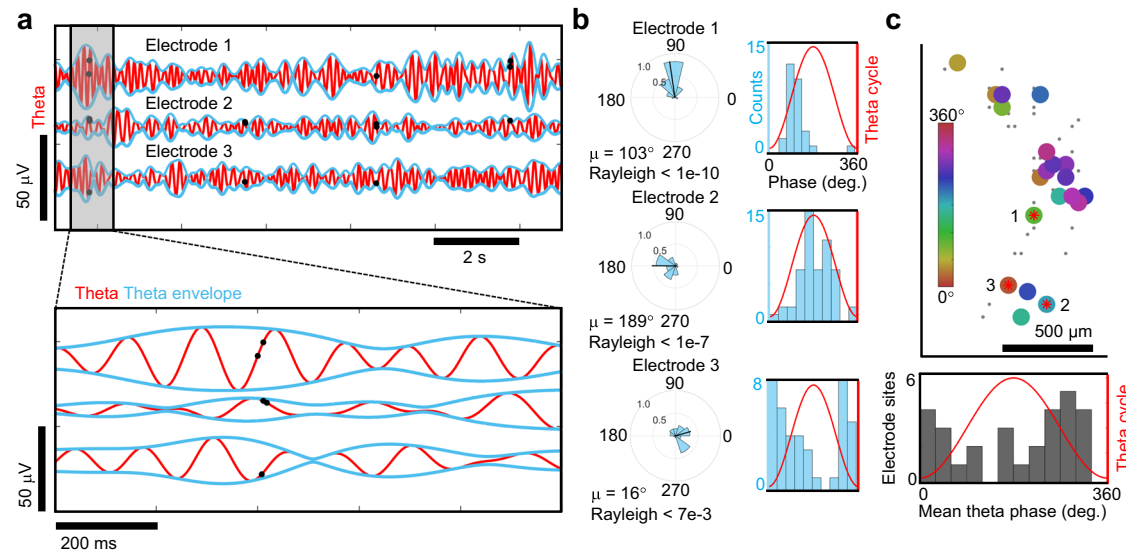 a
Electrode 1
Electrode 2
Electrode 3
Theta
50 µV
2 s
Theta Theta envelope
50 µV
200 ms
b
Electrode 1
90
1.0
0.5
180
0
270
µ = 103°
Rayleigh < 1e-10
15
Counts
0
Theta cycle
0
360
Phase (deg.)
Electrode 2
90
1.0
0.5
180
0
270
µ = 189°
Rayleigh < 1e-7
15
0
Electrode 3
90
1.0
0.5
180
0
270
µ = 16°
Rayleigh < 7e-3
8
0
c
360°
0°
1
3
2
500 µm
6
Electrode sites
0
Theta cycle
0
360
Mean theta phase (deg.)